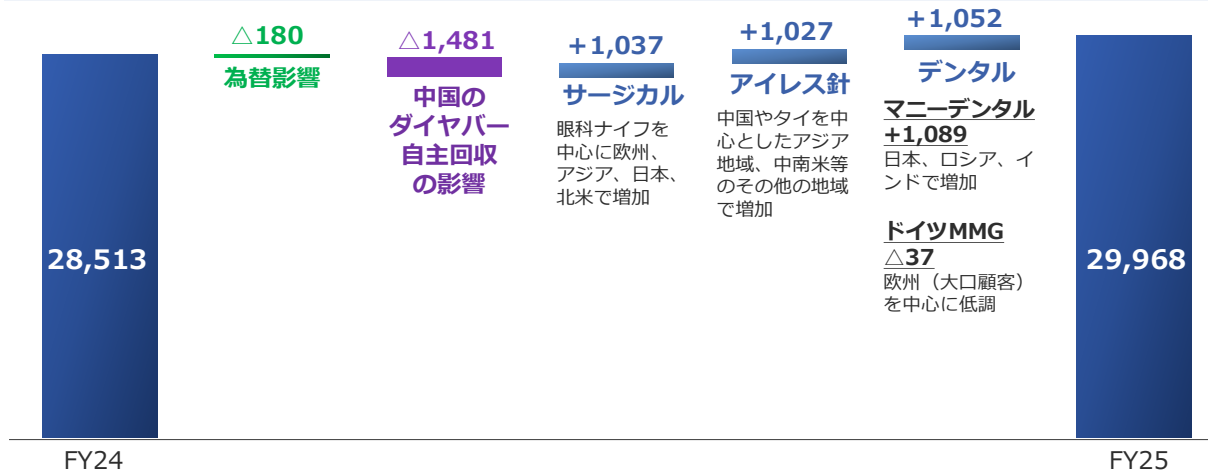 28,513
FY24
△180
為替影響
△1,481
中国の
ダイヤバー
自主回収
の影響
+1,037
サージカル
眼科ナイフを
中心に欧州、
アジア、日本、
北米で増加
+1,027
アイレス針
中国やタイを中
心としたアジア
地域、中南米等
のその他の地域
で増加
+1,052
デンタル
マニーデンタル
+1,089
日本、ロシア、イ
ンドで増加
ドイツMMG
△37
欧州（大口顧客）
を中心に低調
29,968
FY25